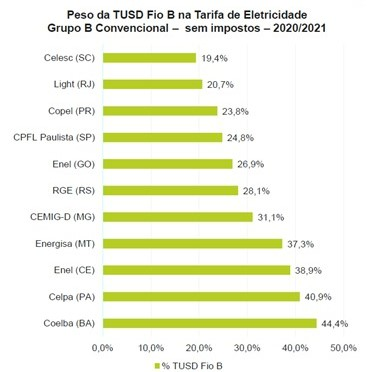 Peso da TUSD Fio B na Tarifa de Eletricidade
Grupo B Convencional – sem impostos – 2020/2021
Celesc (SC) 19,4%
Light (RJ) 20,7%
Copel (PR) 23,8%
CPFL Paulista (SP) 24,8%
Enel (GO) 26,9%
RGE (RS) 28,1%
CEMIG-D (MG) 31,1%
Energisa (MT) 37,3%
Enel (CE) 38,9%
Celpa (PA) 40,9%
Coelba (BA) 44,4%
0,0% 10,0% 20,0% 30,0% 40,0% 50,0%
% TUSD Fio B